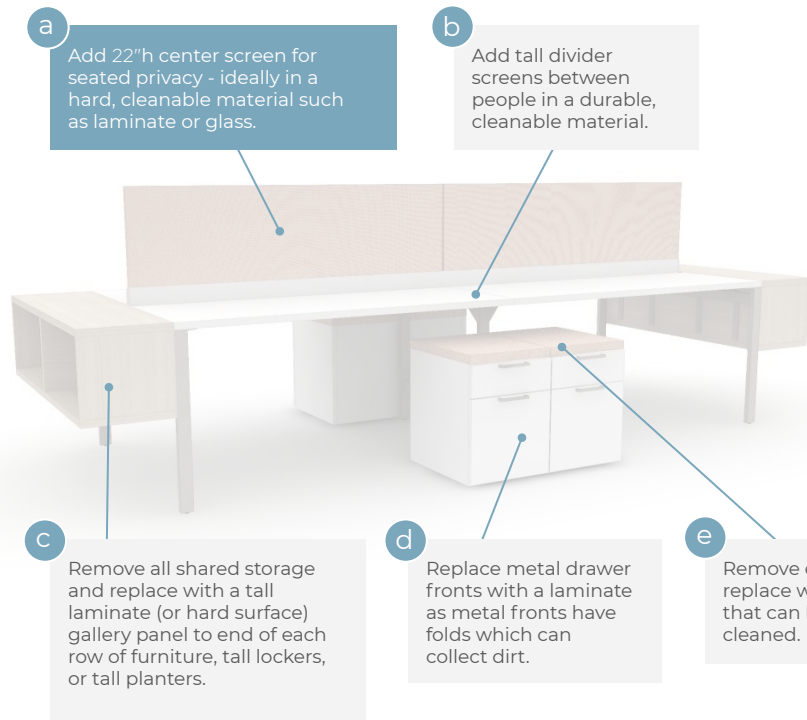 a
Add 22"h center screen for
seated privacy - ideally in a
hard, cleanable material such
as laminate or glass.
b
Add tall divider
screens between
people in a durable,
cleanable material.
c
Remove all shared storage
and replace with a tall
laminate (or hard surface)
gallery panel to end of each
row of furniture, tall lockers,
or tall planters.
d
Replace metal drawer
fronts with a laminate
as metal fronts have
folds which can
collect dirt.
e
Remove
replace
that can
cleaned.